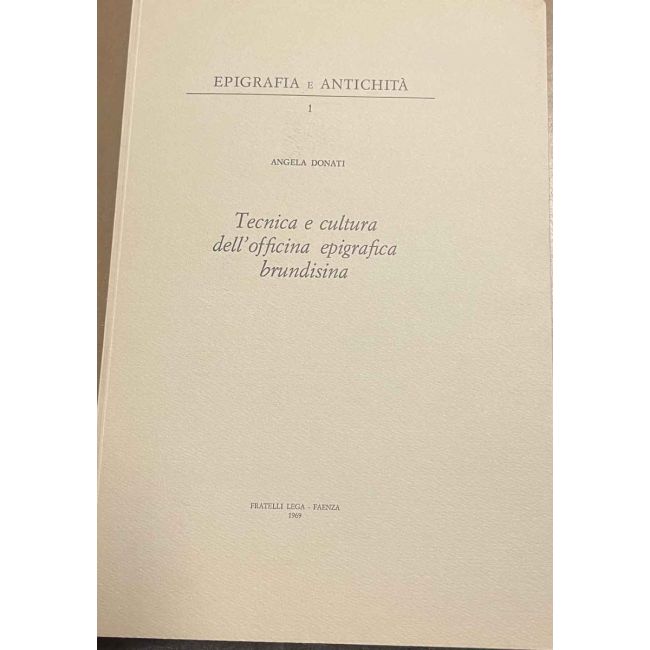 EPIGRAFIA E ANTICHITÀ
1
ANGELA DONATI
Tecnica e cultura
dell'officina epigrafica
brundisina
FRATELLI LEGA - FAENZA
1969